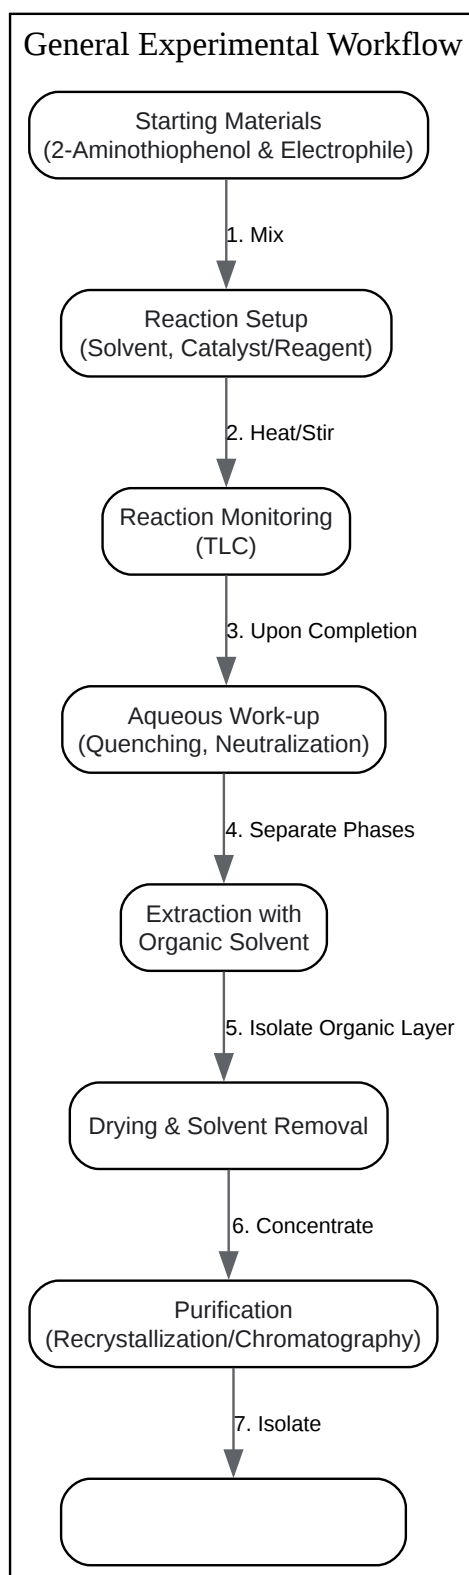 General Experimental Workflow
Starting Materials
(2-Aminothiophenol & Electrophile)
1. Mix
Reaction Setup
(Solvent, Catalyst/Reagent)
2. Heat/Stir
Reaction Monitoring
(TLC)
3. Upon Completion
Aqueous Work-up
(Quenching, Neutralization)
4. Separate Phases
Extraction with
Organic Solvent
5. Isolate Organic Layer
Drying & Solvent Removal
6. Concentrate
Purification
(Recrystallization/Chromatography)
7. Isolate